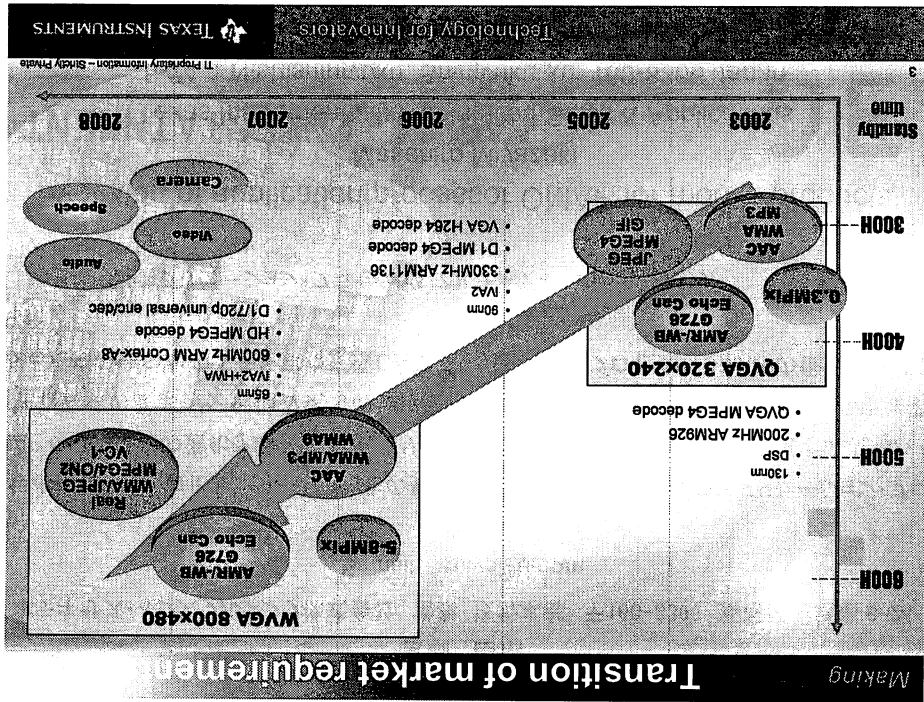 Making
Transition of market requirement
Standby
time
600H
500H
400H
300H
130nm
DSP
200MHz ARM926
QVGA MPEG4 decode
QVGA 320x240
0.3MPix
AMR/-WB
G726
Echo Can
AAC
WMA
MP3
JPEG
MPEG4
GIF
90nm
IVA2
330MHz ARM1136
D1 MPEG4 decode
VGA H264 decode
WVGA 800x480
5-8MPix
AMR/-WB
G726
Echo Can
AAC
WMA/MP3
WMA9
Real
WMA/JPEG
MPEG4/ON2
VC-1
65nm
IVA2+HWA
600MHz ARM Cortex-A8
HD MPEG4 decode
D1/720p universal enc/dec
Audio
Video
Speech
Camera
2003
2005
2006
2007
2008
3
TI Proprietary Information – Strictly Private
Technology for Innovators
TEXAS INSTRUMENTS